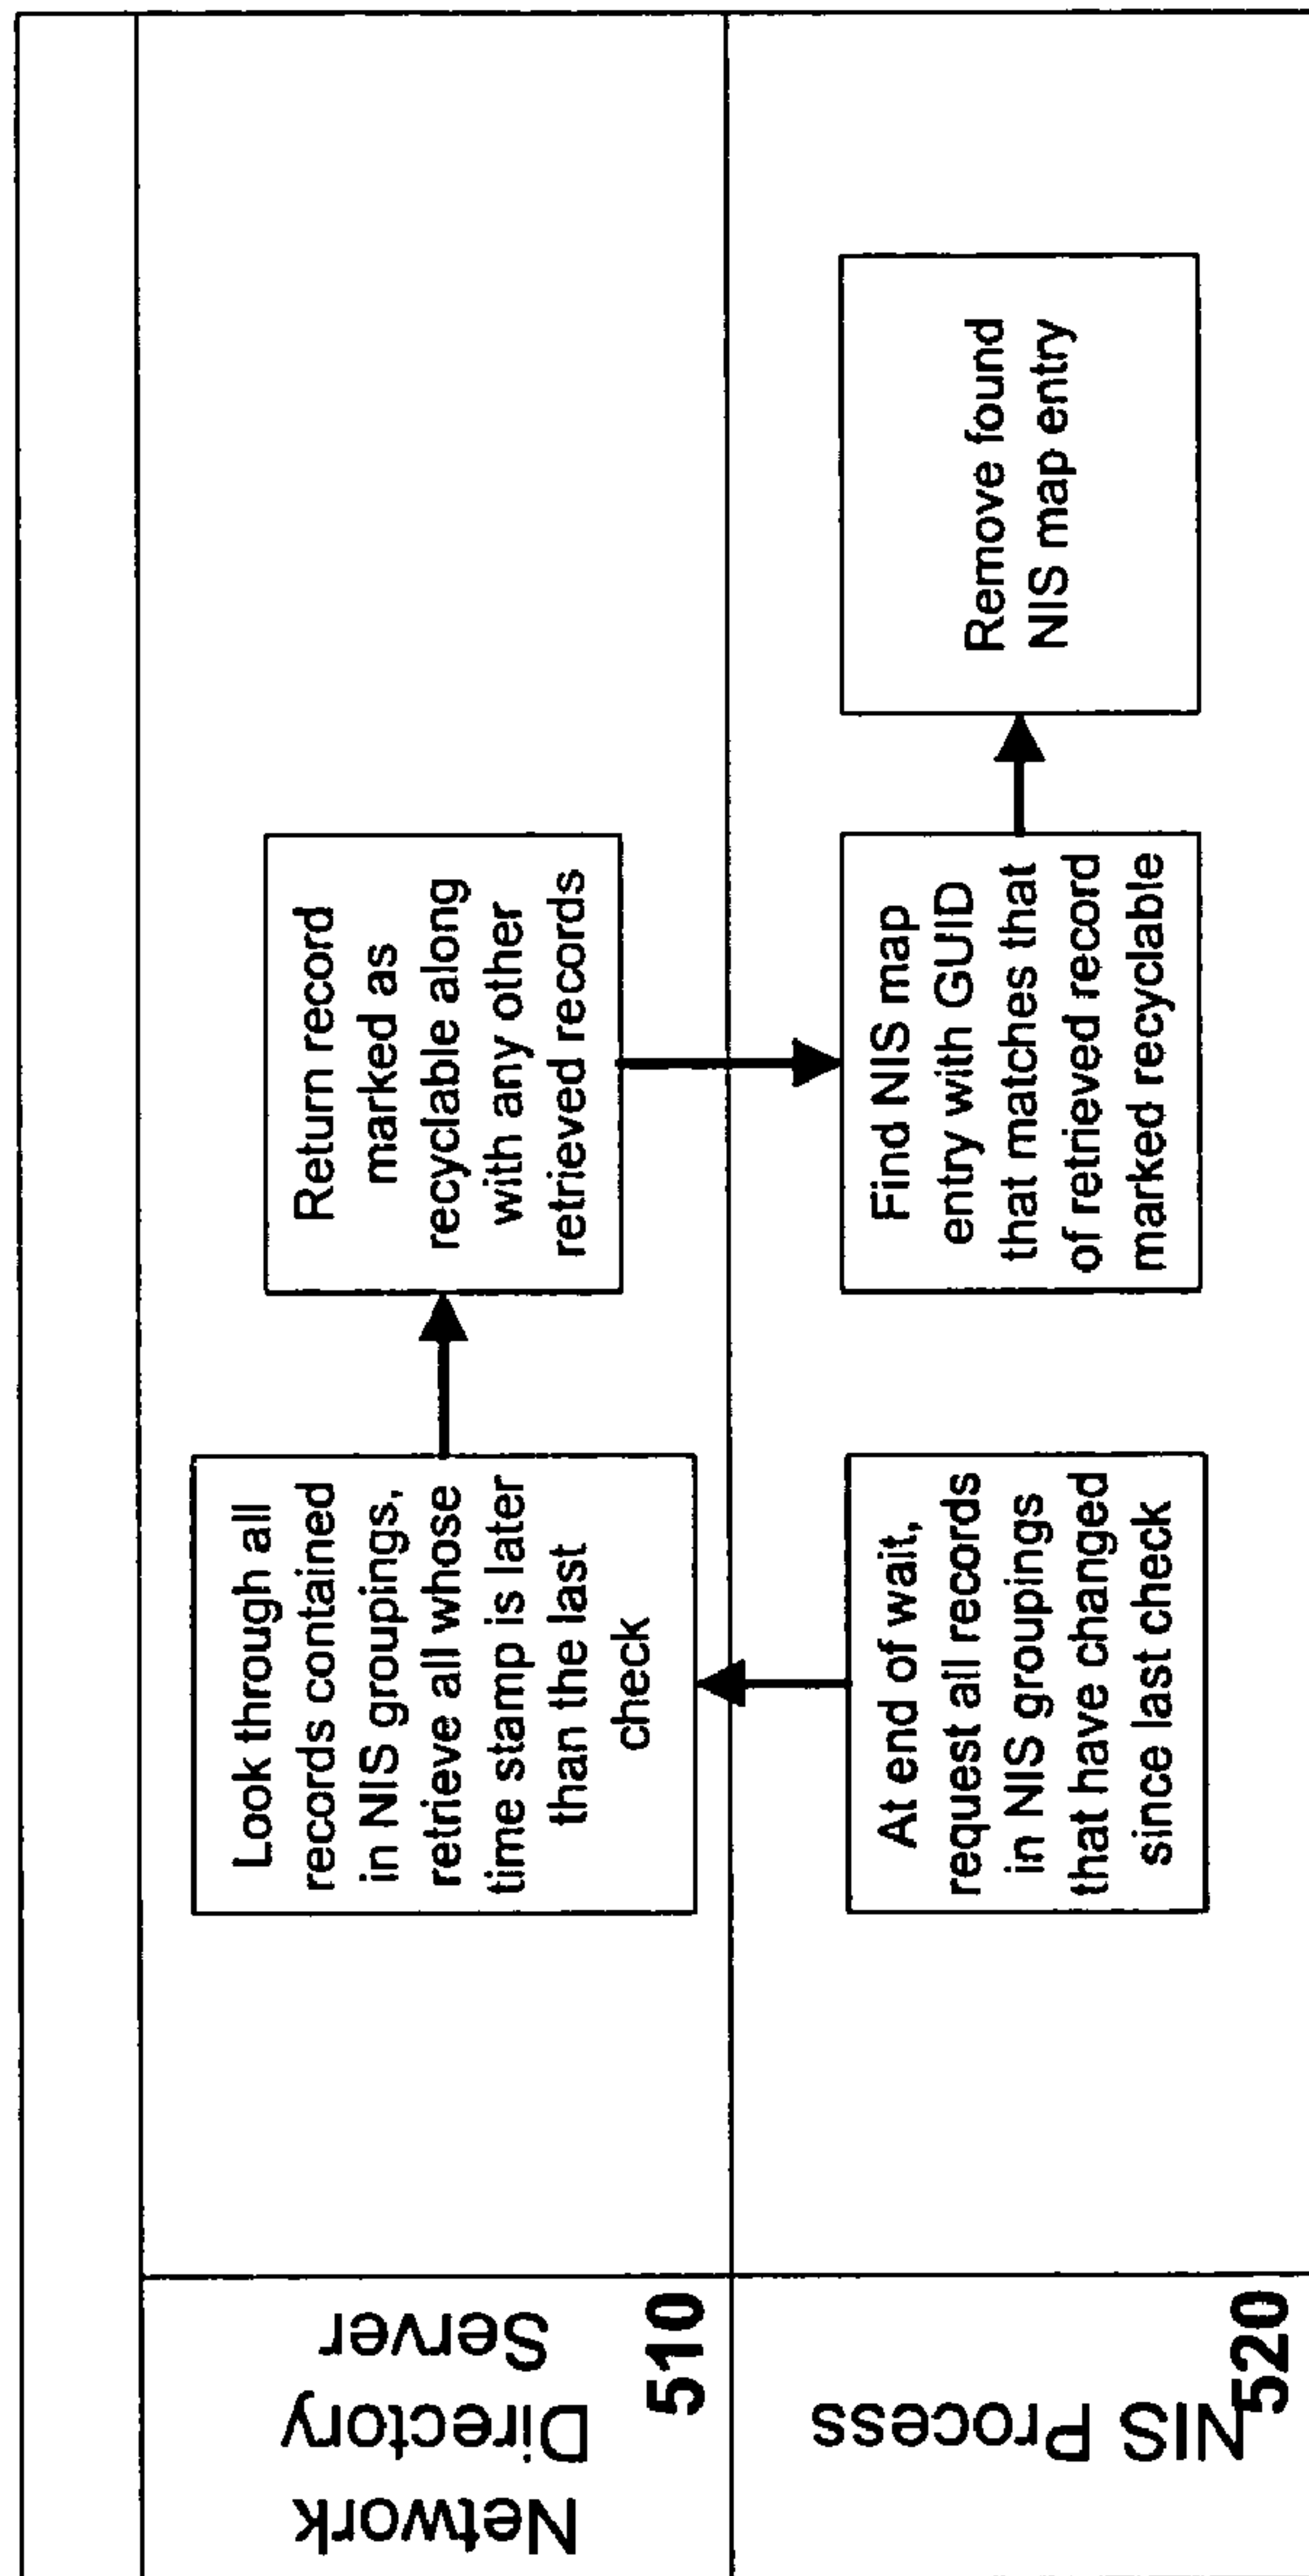 Network
Directory
Server
510
Look through all
records contained
in NIS groupings,
retrieve all whose
time stamp is later
than the last
check
Return record
marked as
recyclable along
with any other
retrieved records
NIS Process
520
At end of wait,
request all records
in NIS groupings
that have changed
since last check
Find NIS map
entry with GUID
that matches that
of retrieved record
marked recyclable
Remove found
NIS map entry